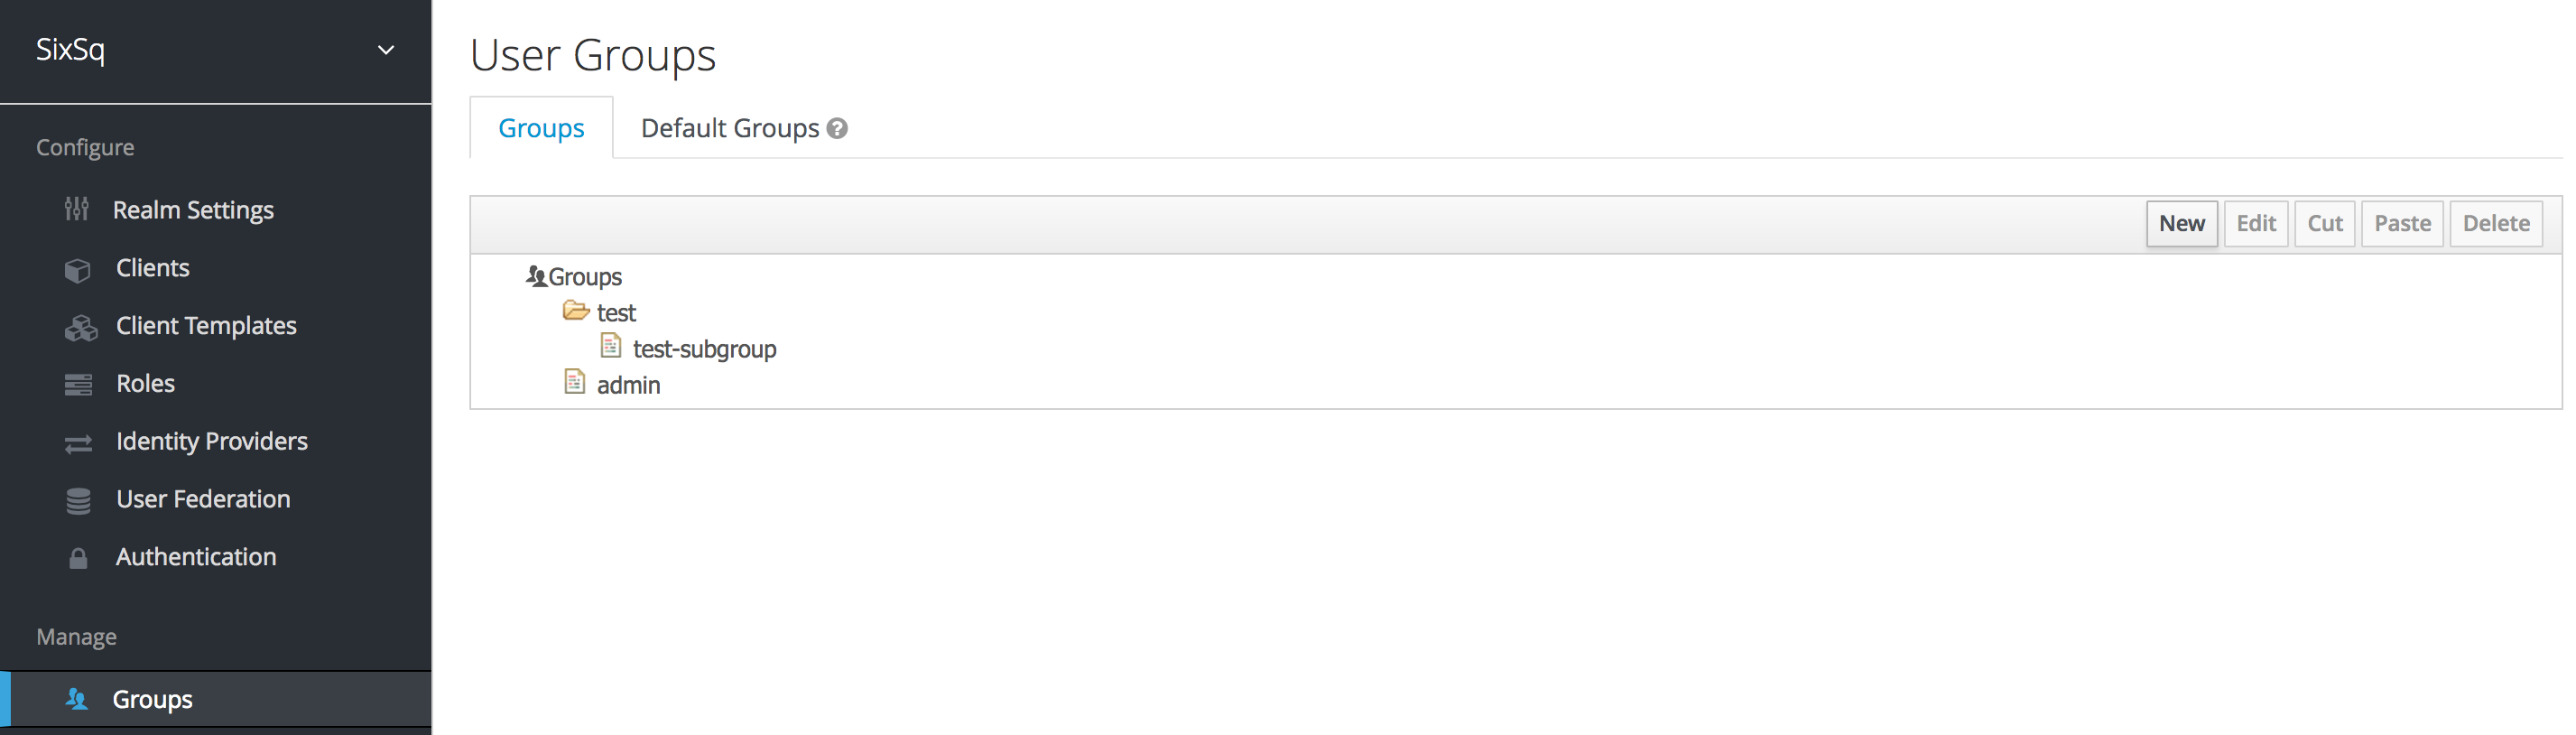 SixSq
Configure
Realm Settings
Clients
Client Templates
Roles
Identity Providers
User Federation
Authentication
Manage
Groups
User Groups
Groups
Default Groups ?
New Edit Cut Paste Delete
Groups
test
test-subgroup
admin